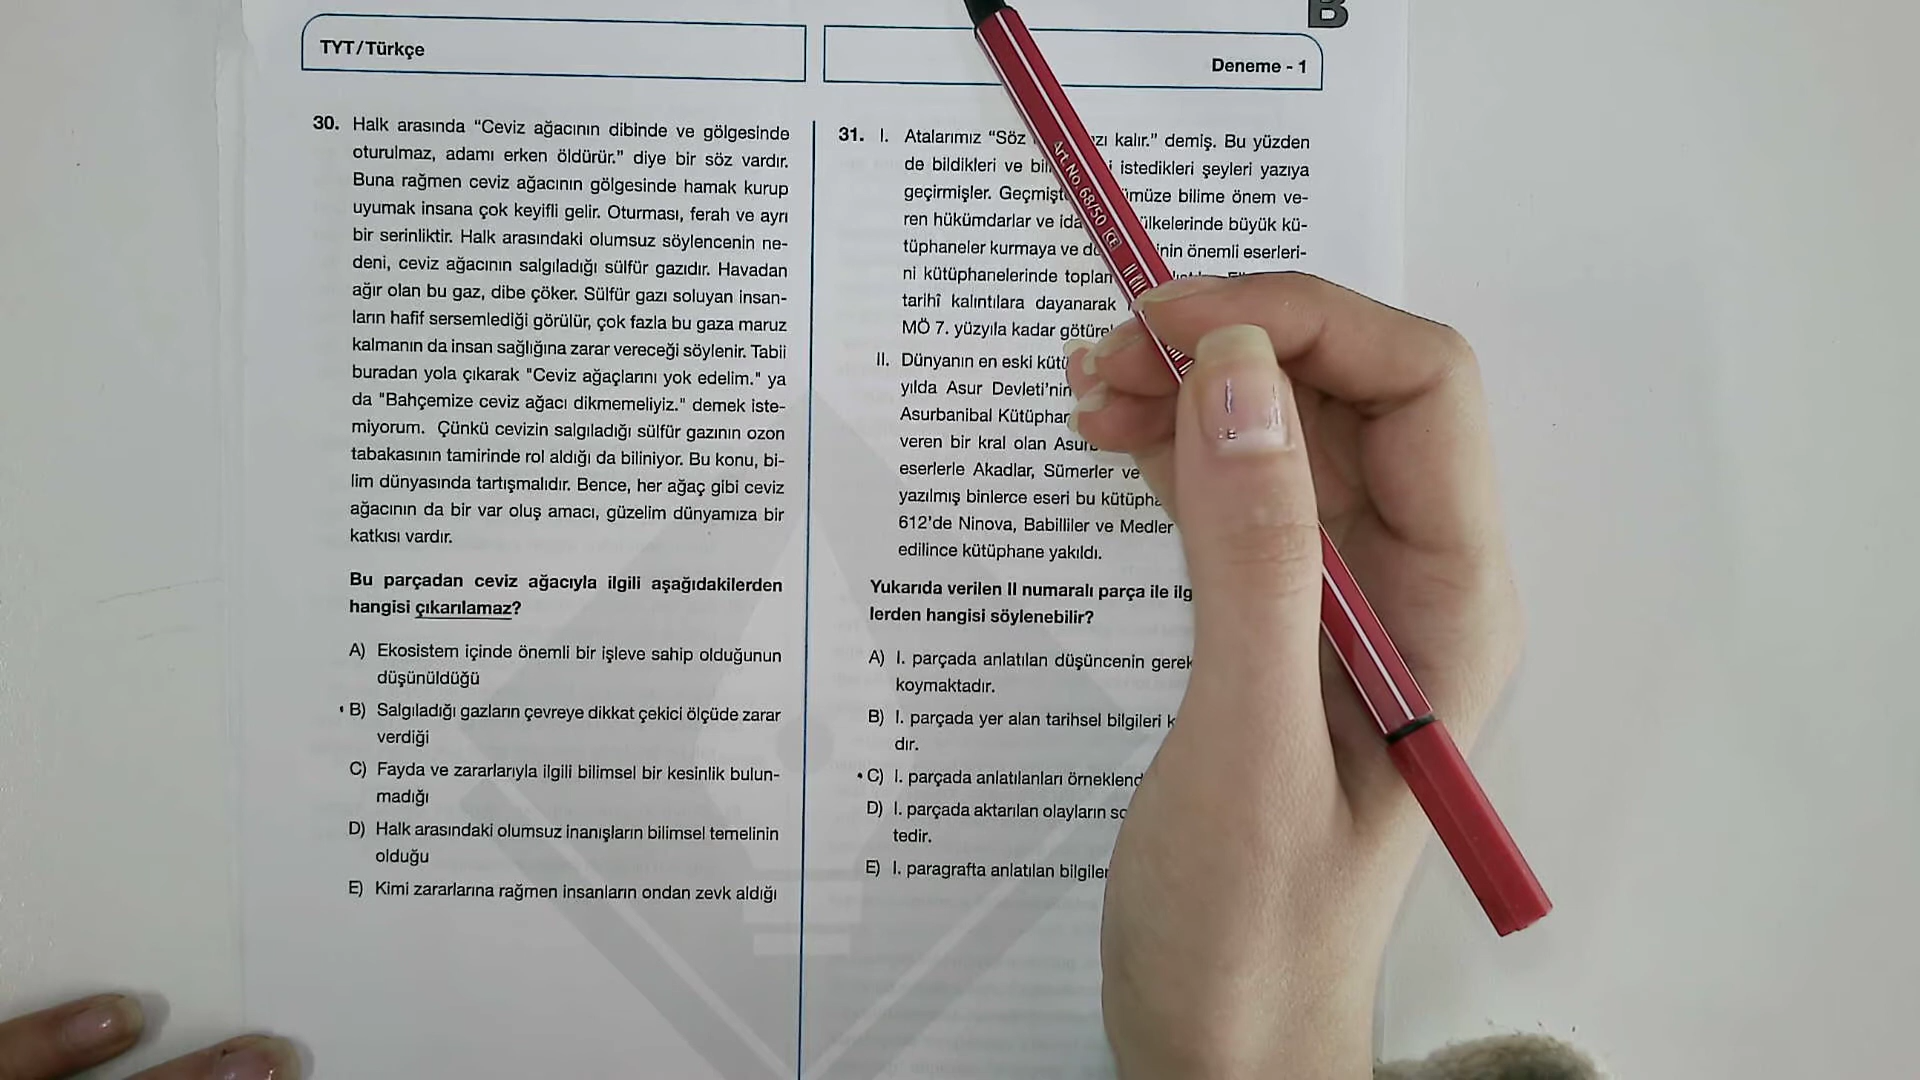 B
TYT/Türkçe
Deneme - 1
30. Halk arasında "Ceviz ağacının dibinde ve gölgesinde
oturulmaz, adamı erken öldürür." diye bir söz vardır.
Buna rağmen ceviz ağacının gölgesinde hamak kurup
uyumak insana çok keyifli gelir. Oturması, ferah ve ayrı
bir serinliktir. Halk arasındaki olumsuz söylencenin ne-
deni, ceviz ağacının salgıladığı sülfür gazıdır. Havadan
ağır olan bu gaz, dibe çöker. Sülfür gazı soluyan insan-
ların hafif sersemlediği görülür, çok fazla bu gaza maruz
kalmanın da insan sağlığına zarar vereceği söylenir. Tabii
buradan yola çıkarak "Ceviz ağaçlarını yok edelim." ya
da "Bahçemize ceviz ağacı dikmemeliyiz." demek iste-
miyorum. Çünkü cevizin salgıladığı sülfür gazının ozon
tabakasının tamirinde rol aldığı da biliniyor. Bu konu, bi-
lim dünyasında tartışmalıdır. Bence, her ağaç gibi ceviz
ağacının da bir var oluş amacı, güzelim dünyamıza bir
katkısı vardır.
Bu parçadan ceviz ağacıyla ilgili aşağıdakilerden
hangisi çıkarılamaz?
A) Ekosistem içinde önemli bir işleve sahip olduğunun
düşünüldüğü
B) Salgıladığı gazların çevreye dikkat çekici ölçüde zarar
verdiği
C) Fayda ve zararlarıyla ilgili bilimsel bir kesinlik bulun-
madığı
D) Halk arasındaki olumsuz inanışların bilimsel temelinin
olduğu
E) Kimi zararlarına rağmen insanların ondan zevk aldığı
31. I. Atalarımız "Söz kalır." demiş. Bu yüzden
de bildikleri ve istedikleri şeyleri yazıya
geçirmişler. bilime önem ve-
ren hükümdarlar ve ülkelerinde büyük kü-
tüphaneler kurmaya ve önemli eserleri-
ni kütüphanelerinde
tarihî kalıntılara dayanarak
MÖ 7. yüzyıla kadar
II. Dünyanın en eski
yılda Asur Devleti'nin
Asurbanibal
veren bir kral olan
eserlerle Akadlar, Sümerler ve
yazılmış binlerce eseri bu
612'de Ninova, Babilliler ve Medler
edilince kütüphane yakıldı.
Yukarıda verilen II numaralı parça ile
lerden hangisi söylenebilir?
A) I. parçada anlatılan düşüncenin
koymaktadır.
B) I. parçada yer alan tarihsel bilgileri
dır.
C) I. parçada anlatılanları
D) I. parçada aktarılan olayların
tedir.
E) I. paragrafta anlatılan
Art. No. 68/50 CE